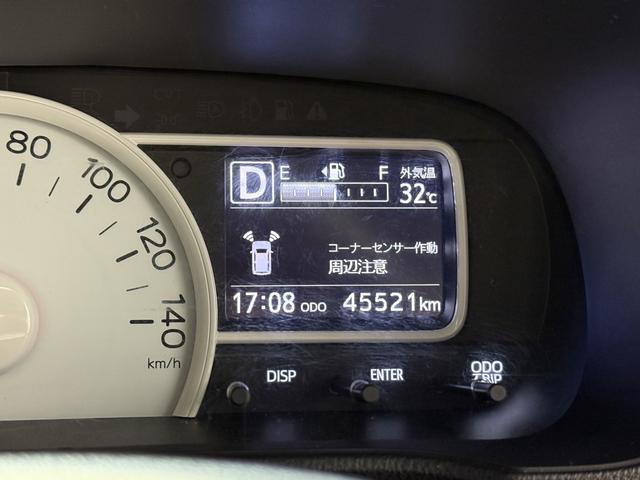 80
100
120
140
km/h
D
E F 外気温
32℃
コーナーセンサー作動
周辺注意
17:08 ODO 45521km
DISP ENTER ODO
TRIP